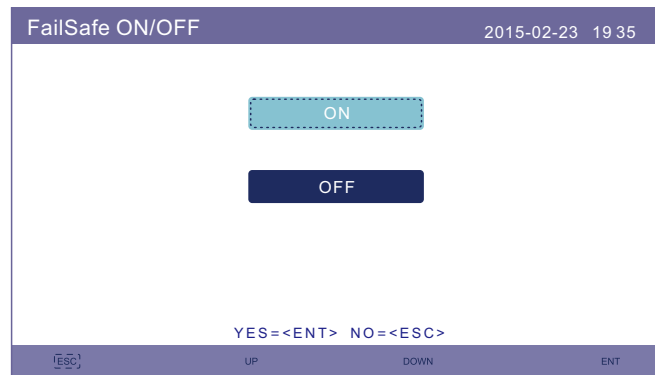 FailSafe ON/OFF 2015-02-23 19 35
ON
OFF
YES=<ENT> NO=<ESC>
ESC UP DOWN ENT